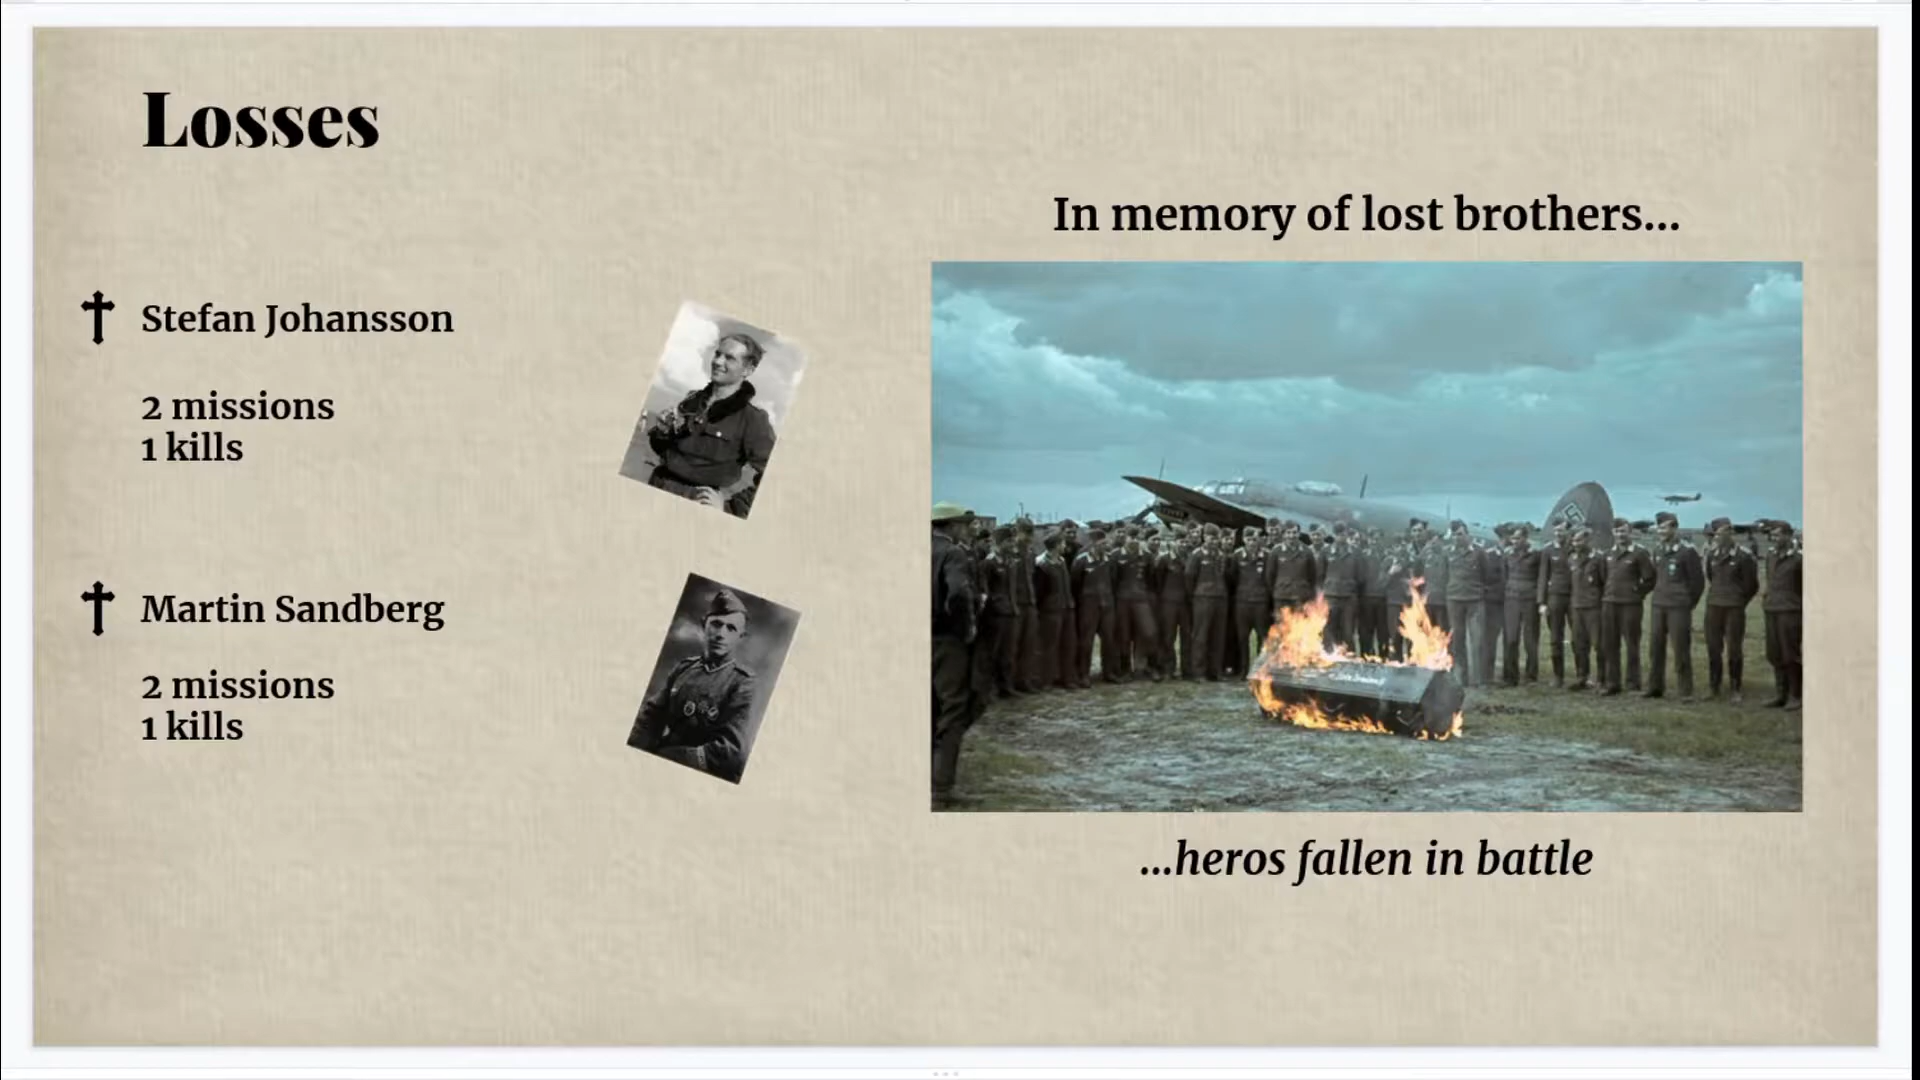 Losses
In memory of lost brothers...
Stefan Johansson
2 missions
1 kills
Martin Sandberg
2 missions
1 kills
...heros fallen in battle